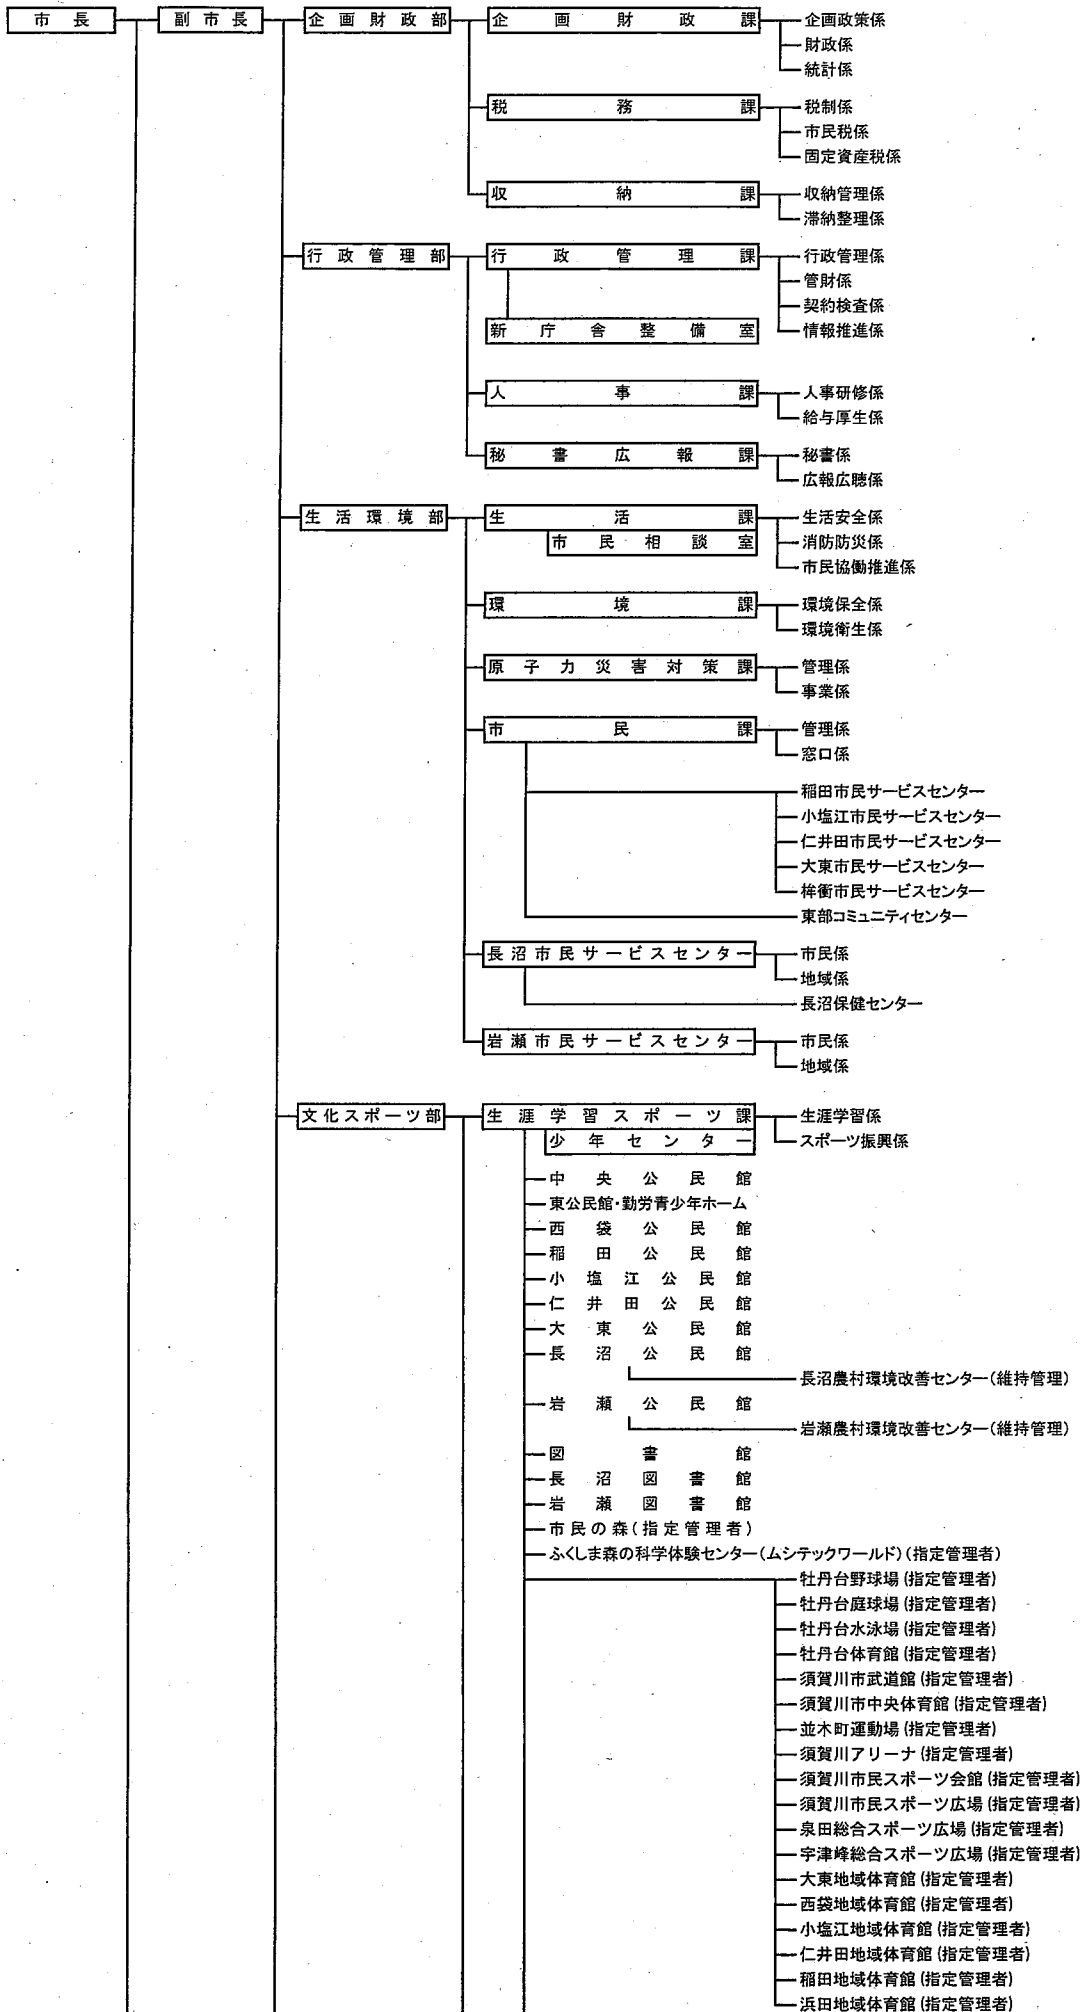 市長 副市長 企画財政部 企画財政課 企画政策係
財政係
統計係
税務課 税制係
市民税係
固定資産税係
収納課 収納管理係
滞納整理係
行政管理部 行政管理課 行政管理係
管財係
契約検査係
新庁舎整備室 情報推進係
人事課 人事研修係
給与厚生係
秘書広報課 秘書係
広報広聴係
生活環境部 生活課 生活安全係
市民相談室 消防防災係
市民協働推進係
環境課 環境保全係
環境衛生係
原子力災害対策課 管理係
事業係
市民課 管理係
窓口係
稲田市民サービスセンター
小塩江市民サービスセンター
仁井田市民サービスセンター
大東市民サービスセンター
桙衝市民サービスセンター
東部コミュニティセンター
長沼市民サービスセンター 市民係
地域係
長沼保健センター
岩瀬市民サービスセンター 市民係
地域係
文化スポーツ部 生涯学習スポーツ課 生涯学習係
少年センター スポーツ振興係
中央公民館
東公民館・勤労青少年ホーム
西袋公民館
稲田公民館
小塩江公民館
仁井田公民館
大東公民館
長沼公民館
長沼農村環境改善センター(維持管理)
岩瀬公民館
岩瀬農村環境改善センター(維持管理)
図書館
長沼図書館
岩瀬図書館
市民の森(指定管理者)
ふくしま森の科学体験センター(ムシテックワールド)(指定管理者)
牡丹台野球場(指定管理者)
牡丹台庭球場(指定管理者)
牡丹台水泳場(指定管理者)
牡丹台体育館(指定管理者)
須賀川市武道館(指定管理者)
須賀川市中央体育館(指定管理者)
並木町運動場(指定管理者)
須賀川アリーナ(指定管理者)
須賀川市民スポーツ会館(指定管理者)
須賀川市民スポーツ広場(指定管理者)
泉田総合スポーツ広場(指定管理者)
宇津峰総合スポーツ広場(指定管理者)
大東地域体育館(指定管理者)
西袋地域体育館(指定管理者)
小塩江地域体育館(指定管理者)
仁井田地域体育館(指定管理者)
稲田地域体育館(指定管理者)
浜田地域体育館(指定管理者)